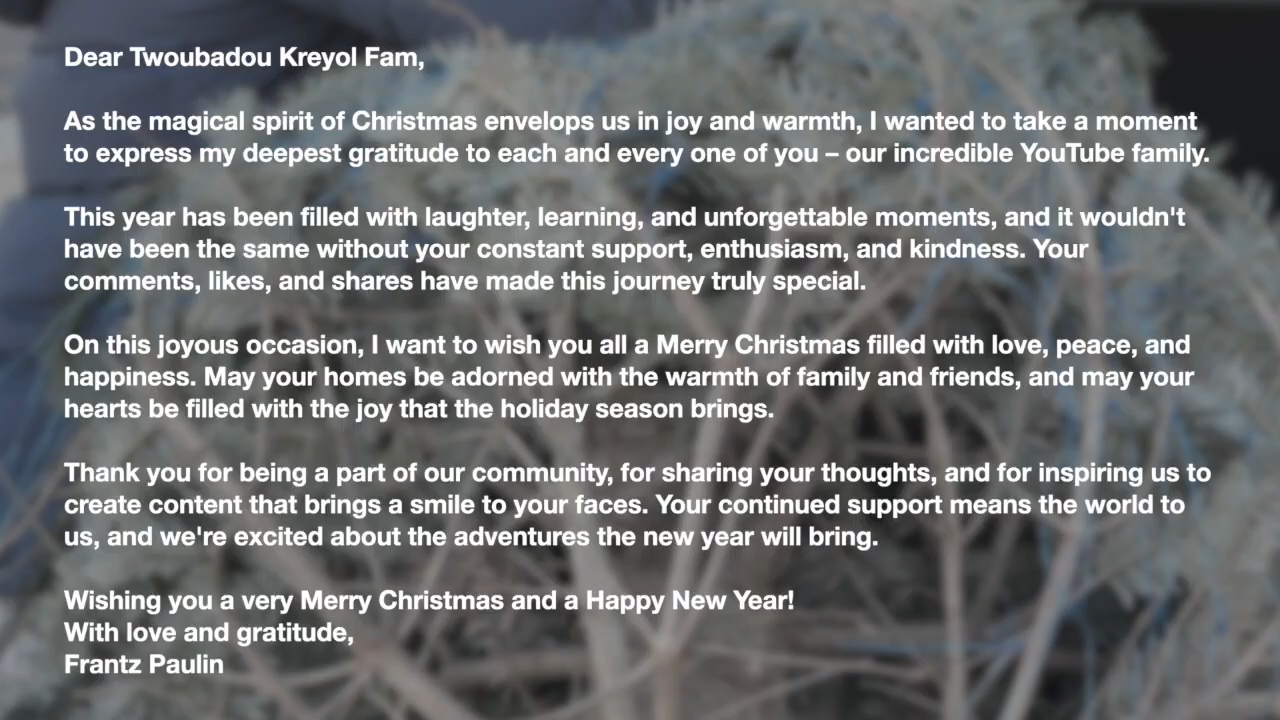 Dear Twoubadou Kreyol Fam,
As the magical spirit of Christmas envelops us in joy and warmth, I wanted to take a moment
to express my deepest gratitude to each and every one of you – our incredible YouTube family.
This year has been filled with laughter, learning, and unforgettable moments, and it wouldn't
have been the same without your constant support, enthusiasm, and kindness. Your
comments, likes, and shares have made this journey truly special.
On this joyous occasion, I want to wish you all a Merry Christmas filled with love, peace, and
happiness. May your homes be adorned with the warmth of family and friends, and may your
hearts be filled with the joy that the holiday season brings.
Thank you for being a part of our community, for sharing your thoughts, and for inspiring us to
create content that brings a smile to your faces. Your continued support means the world to
us, and we're excited about the adventures the new year will bring.
Wishing you a very Merry Christmas and a Happy New Year!
With love and gratitude,
Frantz Paulin